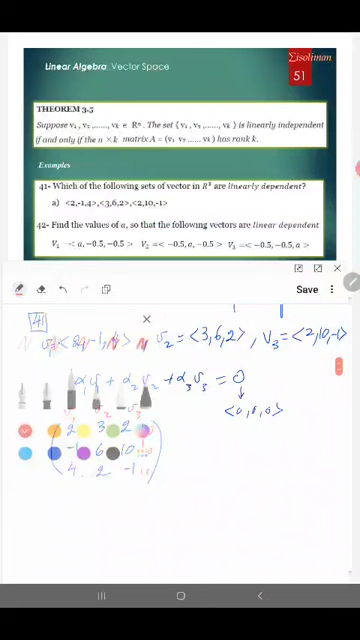 Linear Algebra: Vector Space
Σisoliman
51
THEOREM 3-5
Suppose v₁, v₂, ......, vₖ ∈ Rⁿ. The set { v₁, v₂, ......, vₖ } is linearly independent
if and only if the n × k matrix A = (v₁ v₂ ..... vₖ ) has rank k.
Examples
41- Which of the following sets of vector in R³ are linearly dependent?
a) <2,-1,4>,<3,6,2>,<2,10,-1>
42- Find the values of a, so that the following vectors are linear dependent
V₁ =< a, -0.5, -0.5 > V₂ =< -0.5, a, -0.5 > V₃ =< -0.5, -0.5, a >
Save
41
v₂ = <3,6,2> , V₃ = <2,10,-1>
α₁v₁ + α₂v₂ + α₃v₃ = 0
<0,0,0>
2 3 2
-1 6 10
4 2 -1